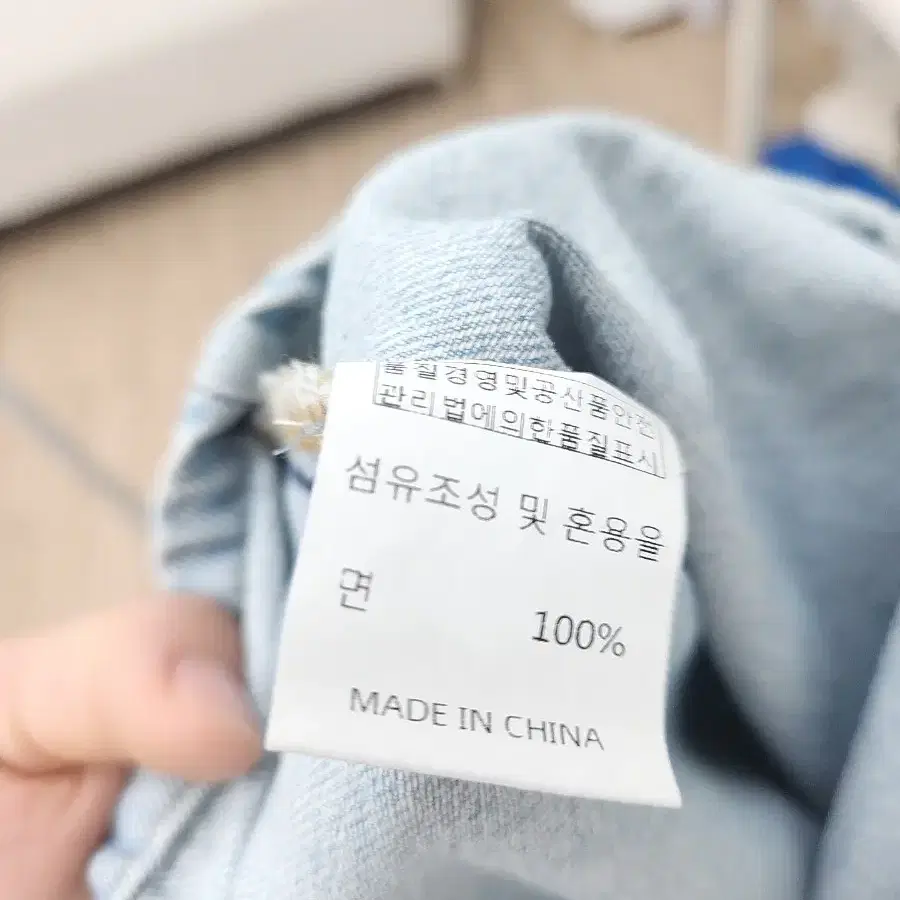 품질경영및공산품안전
관리법에의한품질표시
섬유조성 및 혼용율
면 100%
MADE IN CHINA